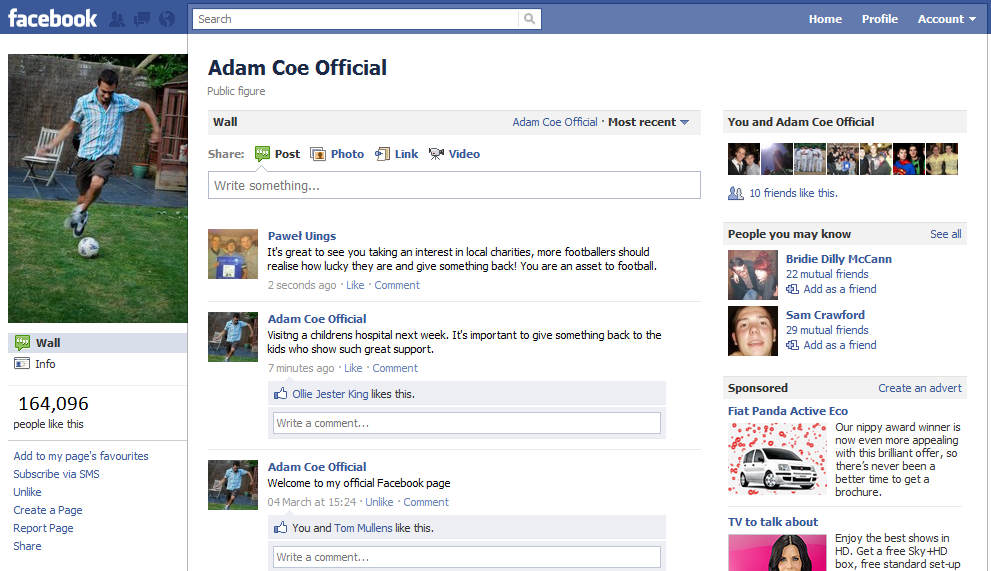 facebook
Search
Home Profile Account
Adam Coe Official
Public figure
Wall
Adam Coe Official · Most recent
Share: Post Photo Link Video
Write something...
Paweł Uings
It's great to see you taking an interest in local charities, more footballers should
realise how lucky they are and give something back! You are an asset to football.
2 seconds ago · Like · Comment
Adam Coe Official
Visitng a childrens hospital next week. It's important to give something back to the
kids who show such great support.
7 minutes ago · Like · Comment
Ollie Jester King likes this.
Write a comment...
Adam Coe Official
Welcome to my official Facebook page
04 March at 15:24 · Unlike · Comment
You and Tom Mullens like this.
Write a comment...
Wall
Info
164,096
people like this
Add to my page's favourites
Subscribe via SMS
Unlike
Create a Page
Report Page
Share
You and Adam Coe Official
10 friends like this.
People you may know See all
Bridie Dilly McCann
22 mutual friends
Add as a friend
Sam Crawford
29 mutual friends
Add as a friend
Sponsored Create an advert
Fiat Panda Active Eco
Our nippy award winner is
now even more appealing
with this brilliant offer, so
there's never been a
better time to get a
brochure.
TV to talk about
Enjoy the best shows in
HD. Get a free Sky+HD
box, free standard set-up